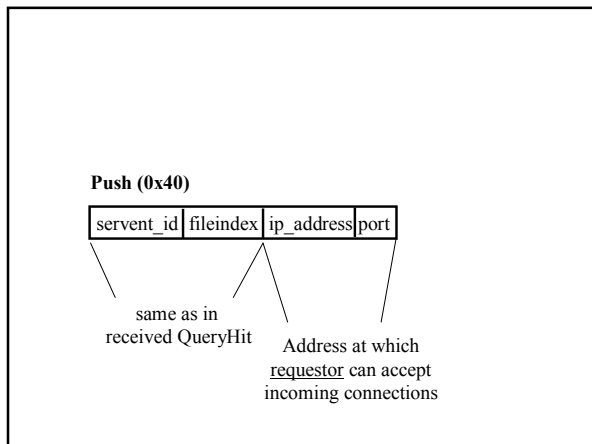 Push (0x40)
servent_id fileindex ip_address port
same as in
received QueryHit
Address at which
requestor can accept
incoming connections